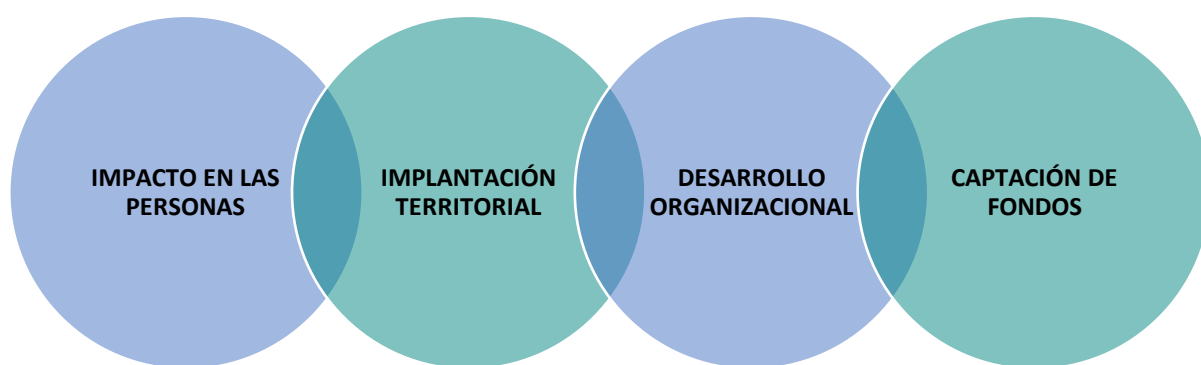 IMPACTO EN LAS
PERSONAS
IMPLANTACIÓN
TERRITORIAL
DESARROLLO
ORGANIZACIONAL
CAPTACIÓN DE
FONDOS